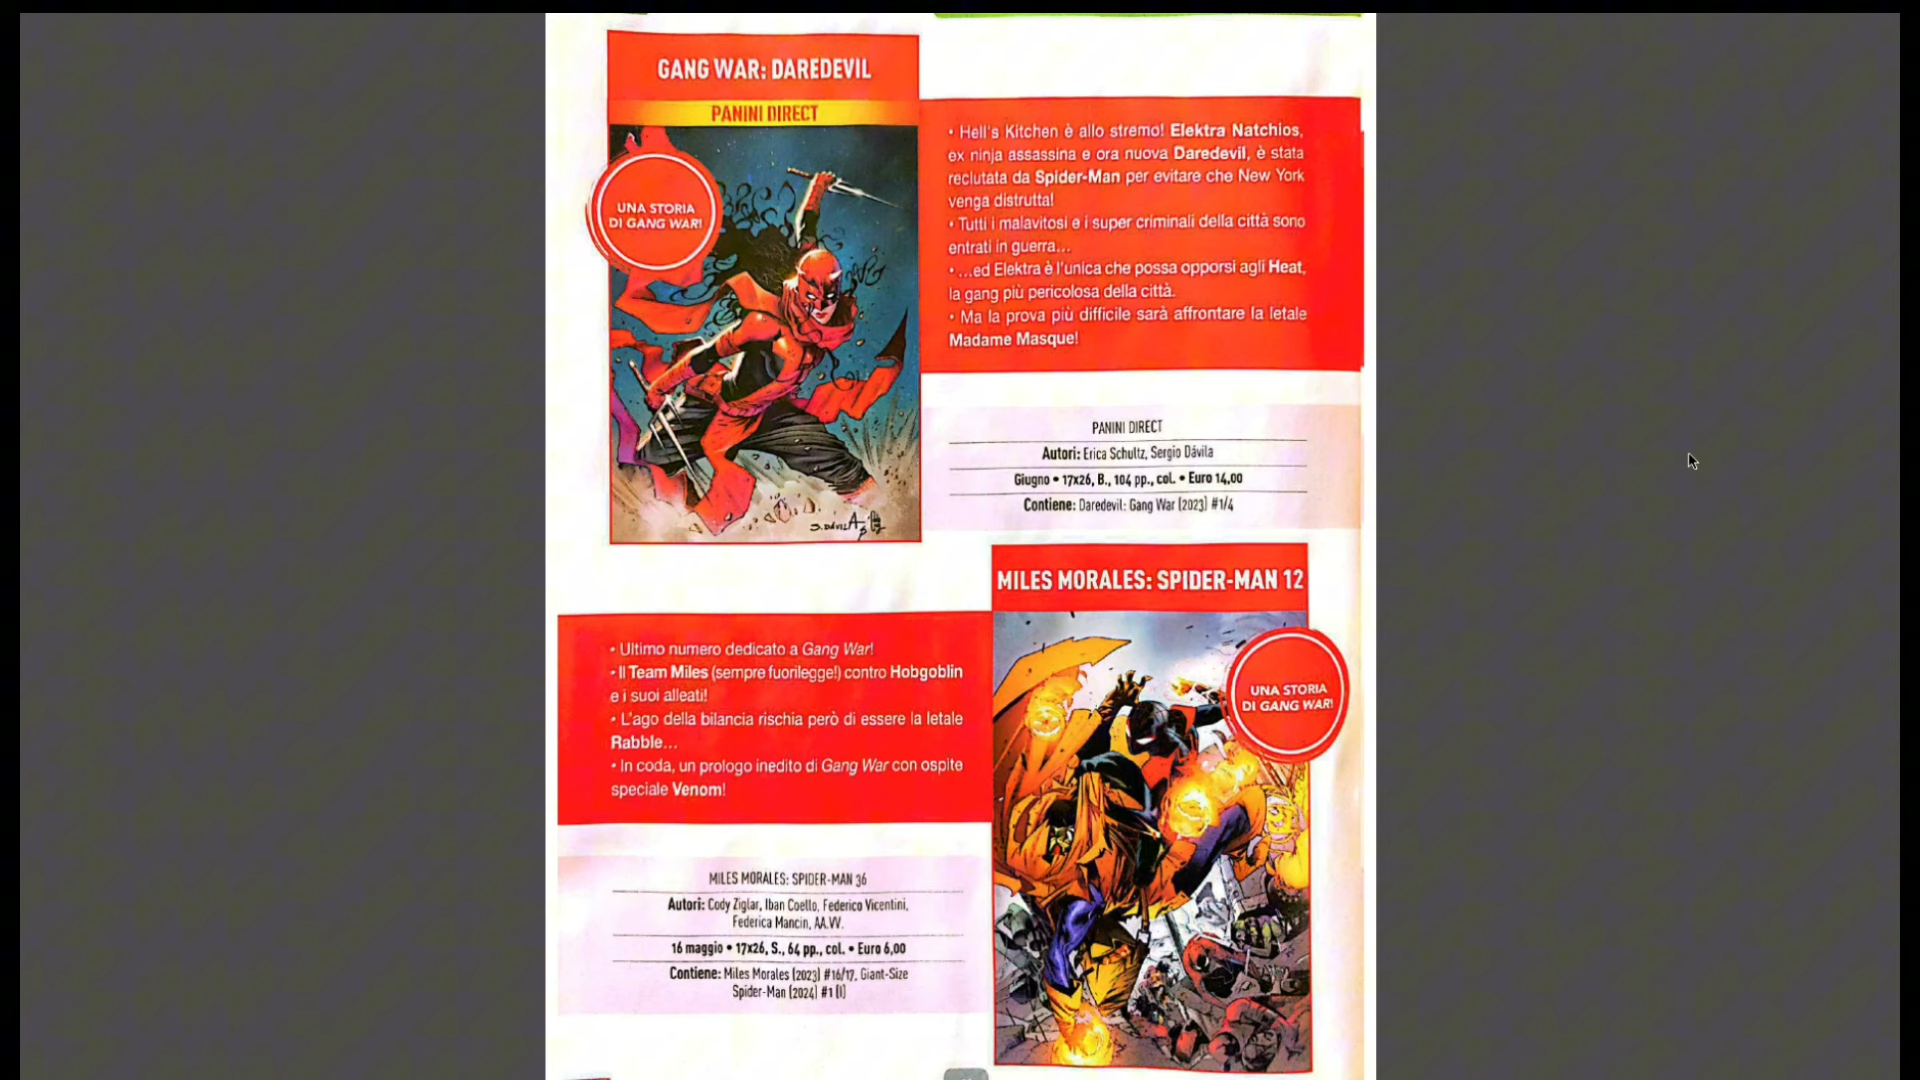 GANG WAR: DAREDEVIL
PANINI DIRECT
UNA STORIA
DI GANG WAR!
• Hell's Kitchen è allo stremo! Elektra Natchios,
ex ninja assassina e ora nuova Daredevil, è stata
reclutata da Spider-Man per evitare che New York
venga distrutta!
• Tutti i malavitosi e i super criminali della città sono
entrati in guerra...
• ...ed Elektra è l'unica che possa opporsi agli Heat,
la gang più pericolosa della città.
• Ma la prova più difficile sarà affrontare la letale
Madame Masque!
S. DÁVILA
PANINI DIRECT
Autori: Erica Schultz, Sergio Dávila
Giugno • 17x26, B., 104 pp., col. • Euro 14,00
Contiene: Daredevil: Gang War (2023) #1/4
MILES MORALES: SPIDER-MAN 12
UNA STORIA
DI GANG WAR!
• Ultimo numero dedicato a Gang War!
• Il Team Miles (sempre fuorilegge!) contro Hobgoblin
e i suoi alleati!
• L'ago della bilancia rischia però di essere la letale
Rabble...
• In coda, un prologo inedito di Gang War con ospite
speciale Venom!
MILES MORALES: SPIDER-MAN 36
Autori: Cody Ziglar, Iban Coello, Federico Vicentini,
Federica Mancin, AA.VV.
16 maggio • 17x26, S., 64 pp., col. • Euro 6,00
Contiene: Miles Morales (2023) #16/17, Giant-Size
Spider-Man (2024) #1 (I)